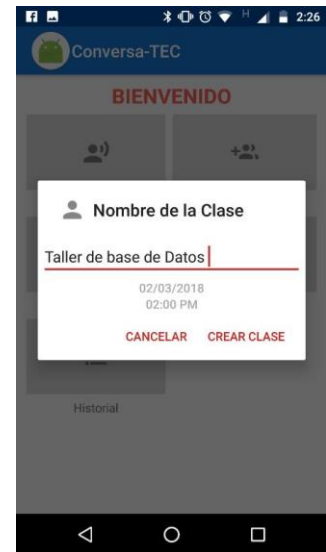 H 2:26
Conversa-TEC
BIENVENIDO
Nombre de la Clase
Taller de base de Datos
02/03/2018
02:00 PM
CANCELAR CREAR CLASE
Historial